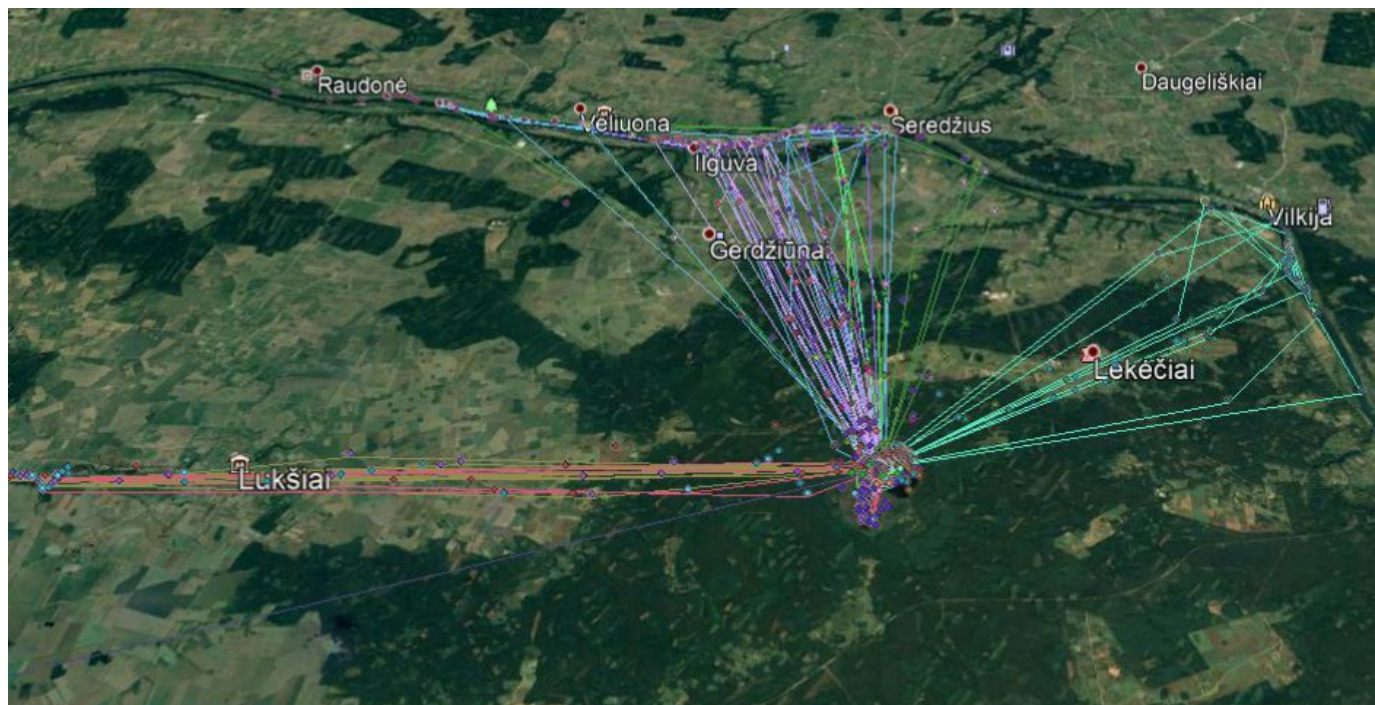 Raudonė
Daugeliškiai
Veliuona
Seredžius
Ilguva
Vilkija
Gerdžiūna
Lekėčiai
Lukšiai